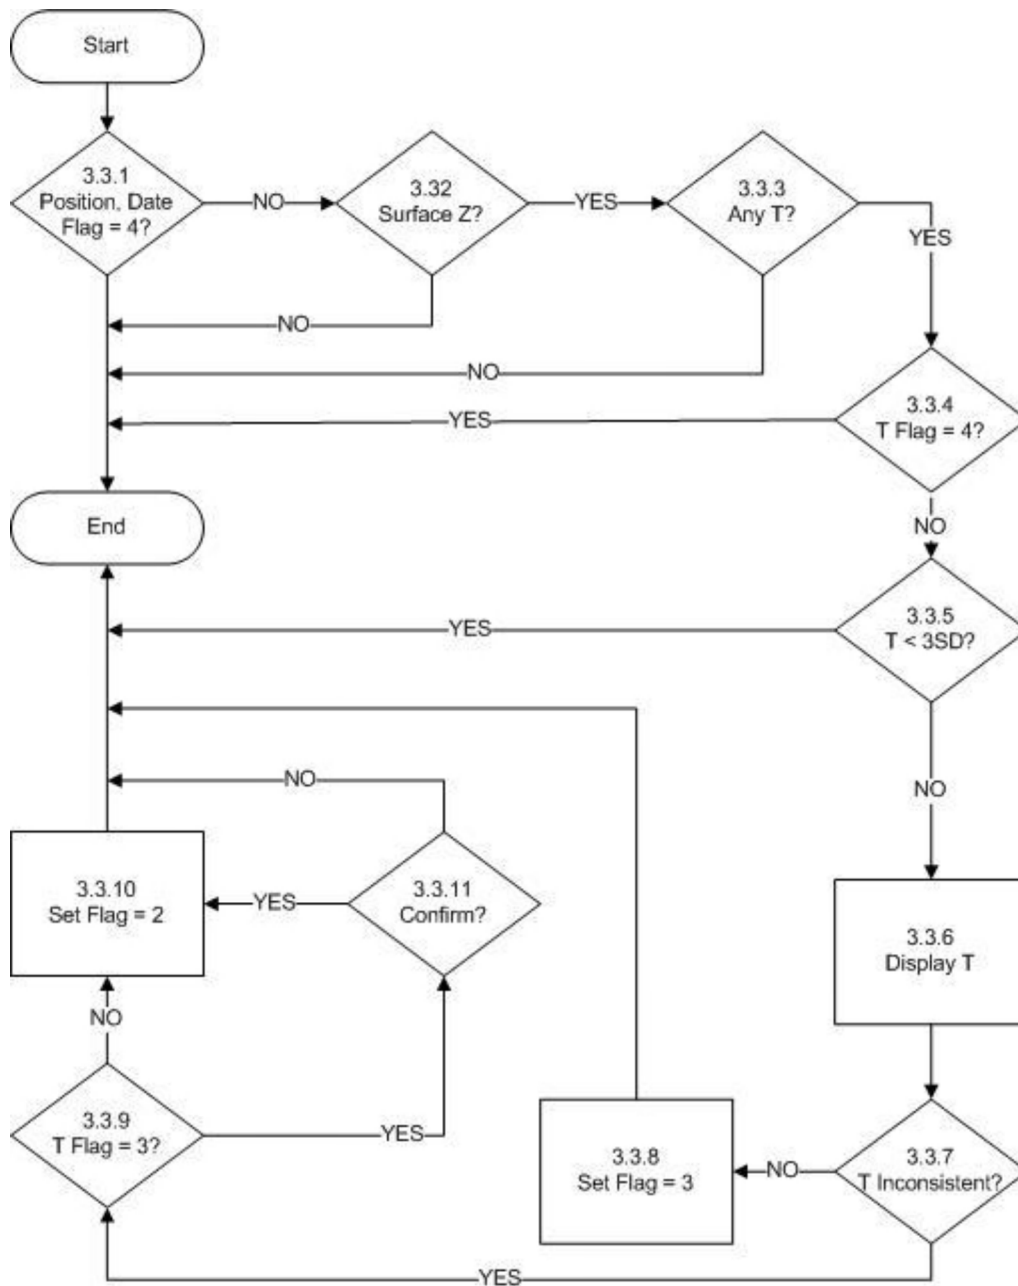 Start
3.3.1
Position, Date
Flag = 4?
NO
3.32
Surface Z?
YES
3.3.3
Any T?
YES
NO
NO
3.3.4
T Flag = 4?
YES
End
NO
3.3.5
T < 3SD?
YES
NO
NO
3.3.10
Set Flag = 2
YES
3.3.11
Confirm?
3.3.6
Display T
NO
3.3.9
T Flag = 3?
YES
3.3.8
Set Flag = 3
NO
3.3.7
T Inconsistent?
YES